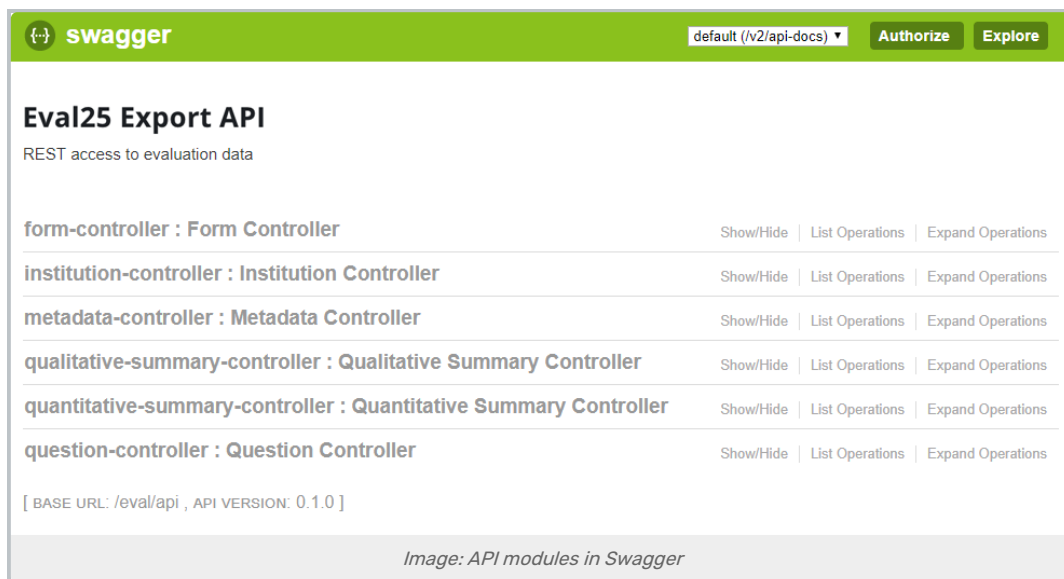 {··} swagger default (/v2/api-docs) ▼ Authorize Explore
Eval25 Export API
REST access to evaluation data
form-controller : Form Controller Show/Hide | List Operations | Expand Operations
institution-controller : Institution Controller Show/Hide | List Operations | Expand Operations
metadata-controller : Metadata Controller Show/Hide | List Operations | Expand Operations
qualitative-summary-controller : Qualitative Summary Controller Show/Hide | List Operations | Expand Operations
quantitative-summary-controller : Quantitative Summary Controller Show/Hide | List Operations | Expand Operations
question-controller : Question Controller Show/Hide | List Operations | Expand Operations
[ BASE URL: /eval/api , API VERSION: 0.1.0 ]
Image: API modules in Swagger